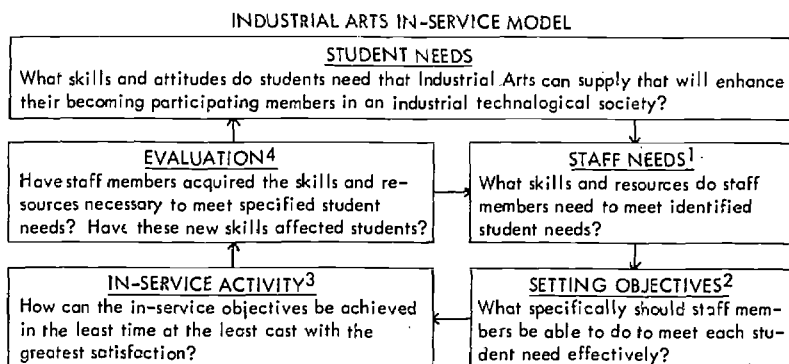 INDUSTRIAL ARTS IN-SERVICE MODEL
STUDENT NEEDS
What skills and attitudes do students need that Industrial Arts can supply that will enhance
their becoming participating members in an industrial technological society?
EVALUATION4
Have staff members acquired the skills and re-
sources necessary to meet specified student
needs? Have these new skills affected students?
STAFF NEEDS1
What skills and resources do staff
members need to meet identified
student needs?
IN-SERVICE ACTIVITY3
How can the in-service objectives be achieved
in the least time at the least cast with the
greatest satisfaction?
SETTING OBJECTIVES2
What specifically should staff mem-
bers be able to do to meet each stu-
dent need effectively?